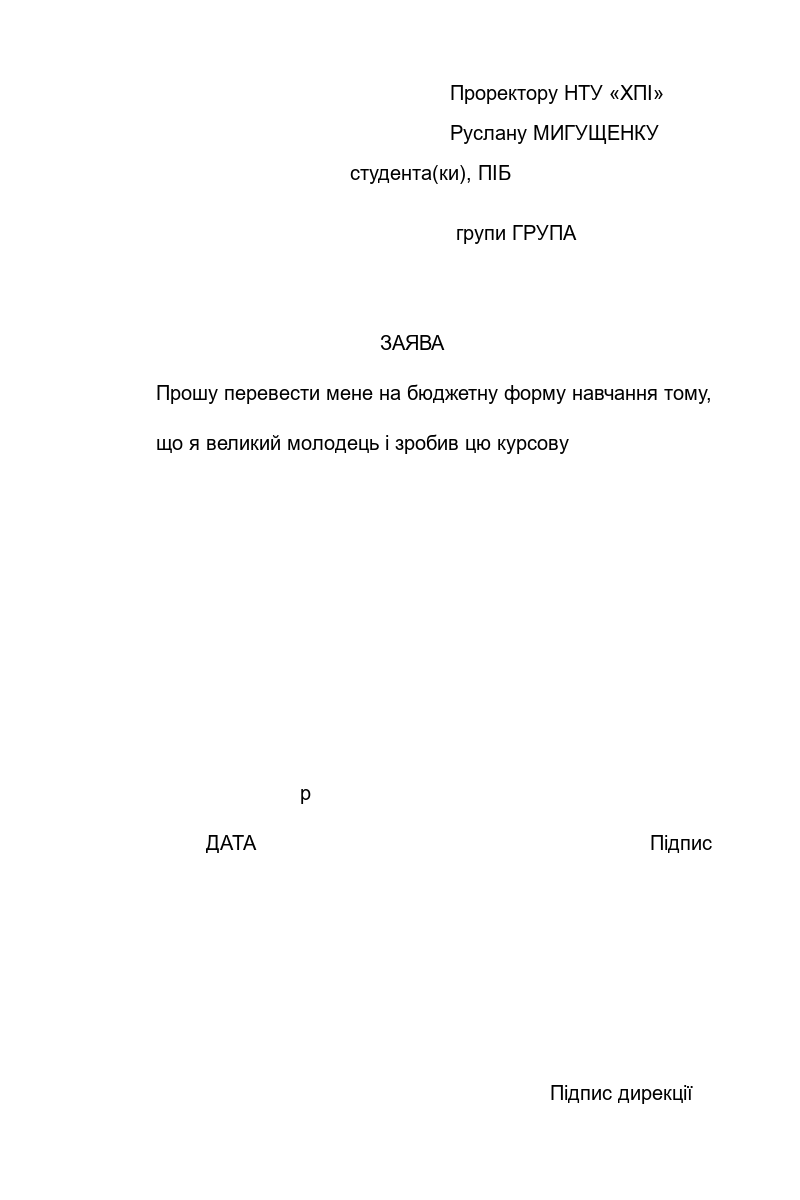 Проректору НТУ «ХПІ»
Руслану МИГУЩЕНКУ
студента(ки), ПІБ
групи ГРУПА
ЗАЯВА
Прошу перевести мене на бюджетну форму навчання тому,
що я великий молодець і зробив цю курсову
р
ДАТА Підпис
Підпис дирекції